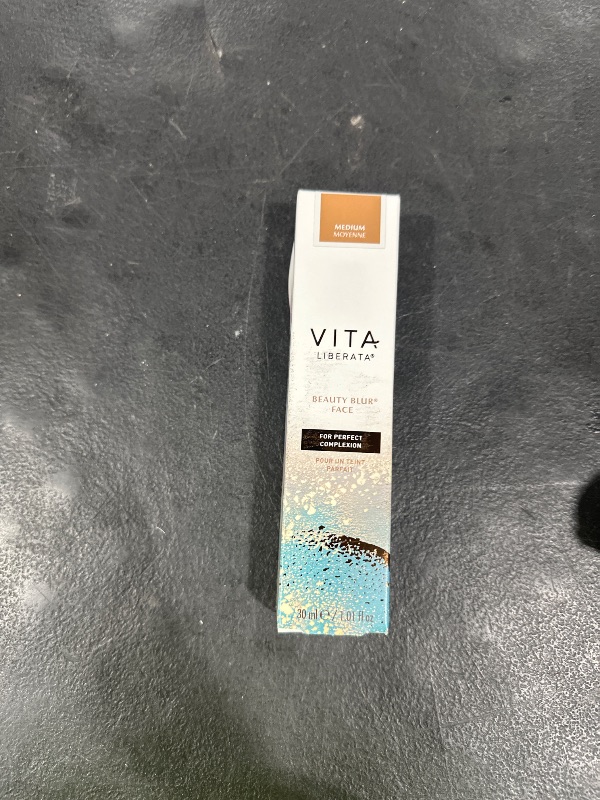 MEDIUM
MOYENNE
VITA
LIBERATA®
BEAUTY BLUR®
FACE
FOR PERFECT
COMPLEXION
POUR UN TEINT
PARFAIT
30 ml ℮ / 1.01 fl oz